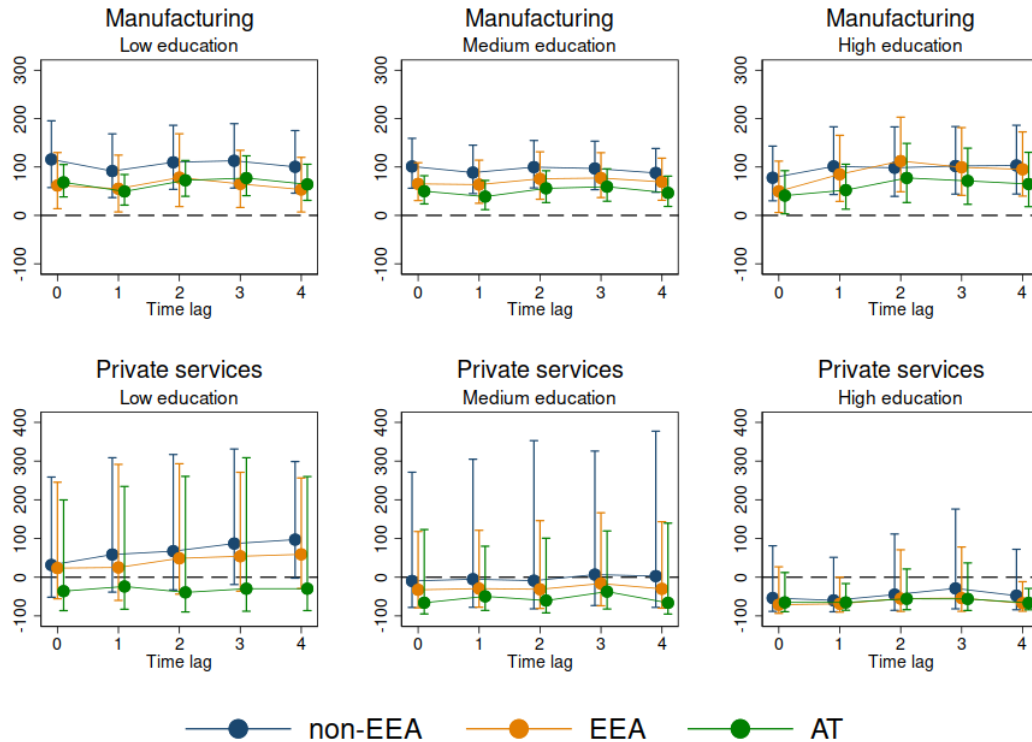 Manufacturing Manufacturing Manufacturing
Low education Medium education High education
300 300 300
200 200 200
100 100 100
0 0 0
-100 -100 -100
0 1 2 3 4 0 1 2 3 4 0 1 2 3 4
Time lag Time lag Time lag
Private services Private services Private services
Low education Medium education High education
400 400 400
300 300 300
200 200 200
100 100 100
0 0 0
-100 -100 -100
0 1 2 3 4 0 1 2 3 4 0 1 2 3 4
Time lag Time lag Time lag
non-EEA EEA AT